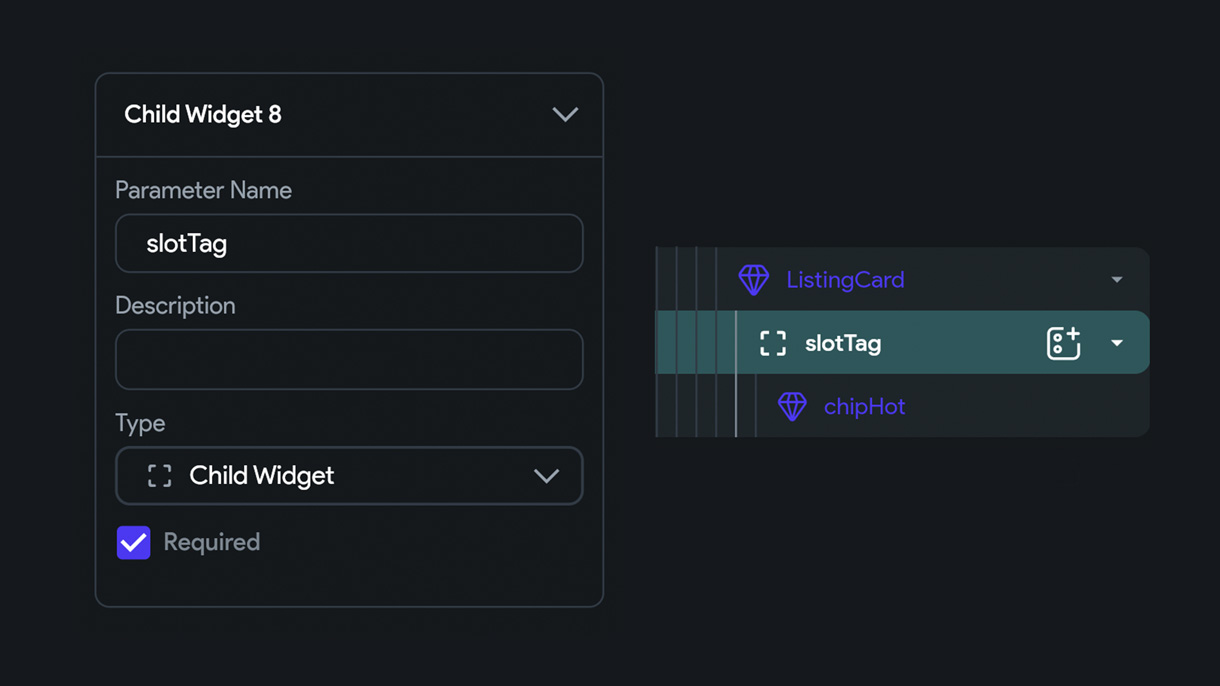 Child Widget 8
Parameter Name
slotTag
Description
Type
Child Widget
Required
ListingCard
slotTag
chipHot